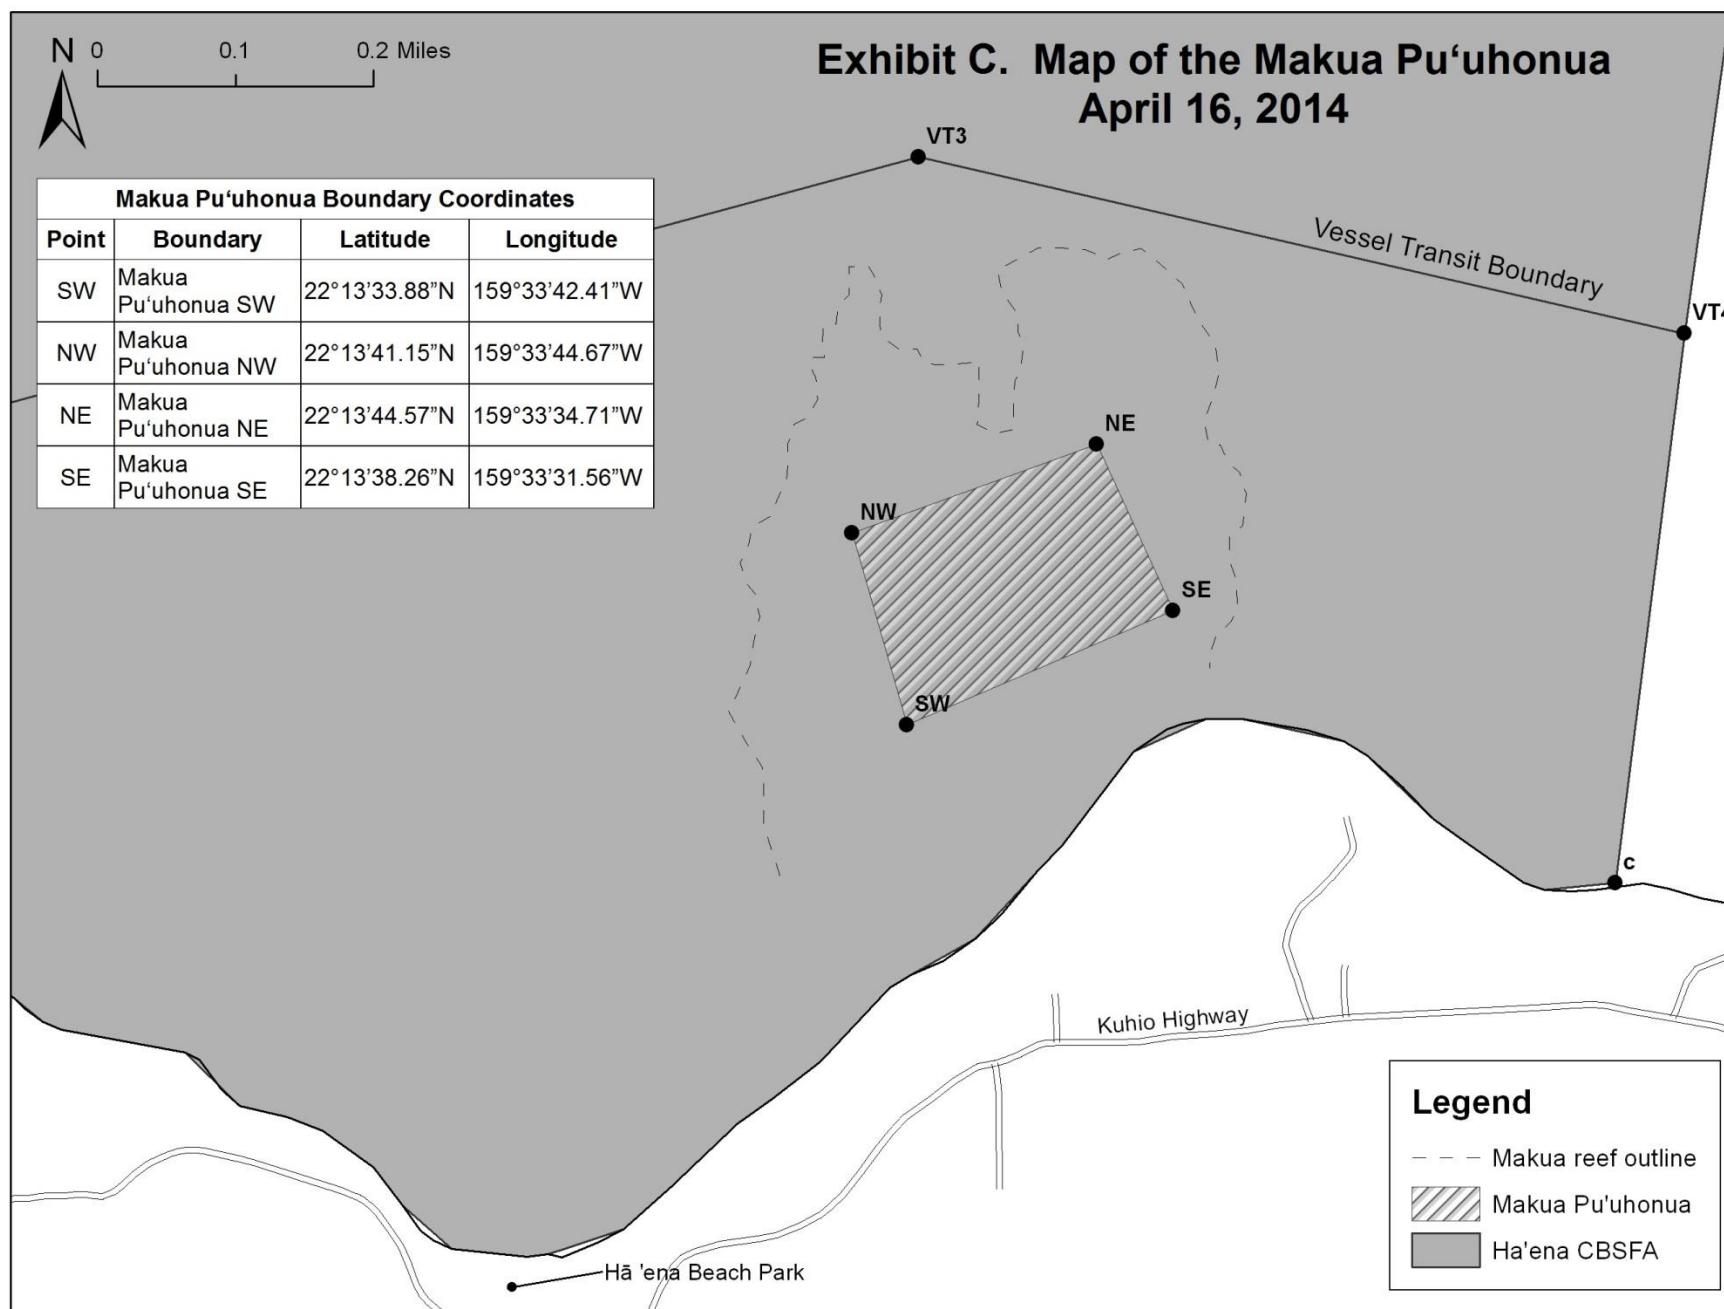 Exhibit C. Map of the Makua Pu‘uhonua
April 16, 2014
N 0 0.1 0.2 Miles
VT3
Vessel Transit Boundary
VT4
Makua Pu‘uhonua Boundary Coordinates
Point Boundary Latitude Longitude
SW Makua Pu‘uhonua SW 22°13’33.88”N 159°33’42.41”W
NW Makua Pu‘uhonua NW 22°13’41.15”N 159°33’44.67”W
NE Makua Pu‘uhonua NE 22°13’44.57”N 159°33’34.71”W
SE Makua Pu‘uhonua SE 22°13’38.26”N 159°33’31.56”W
NE
NW
SE
SW
c
Kuhio Highway
Hā 'ena Beach Park
Legend
Makua reef outline
Makua Pu'uhonua
Ha'ena CBSFA